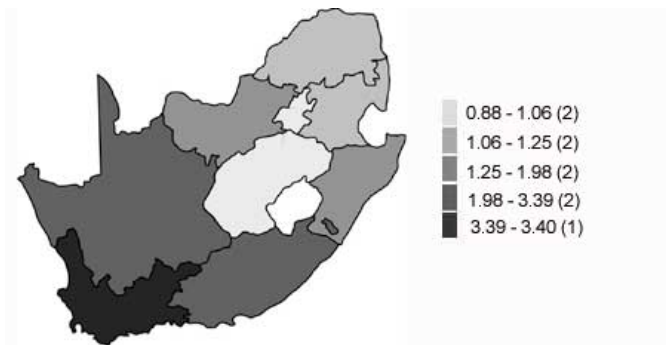 0.88 - 1.06 (2)
1.06 - 1.25 (2)
1.25 - 1.98 (2)
1.98 - 3.39 (2)
3.39 - 3.40 (1)